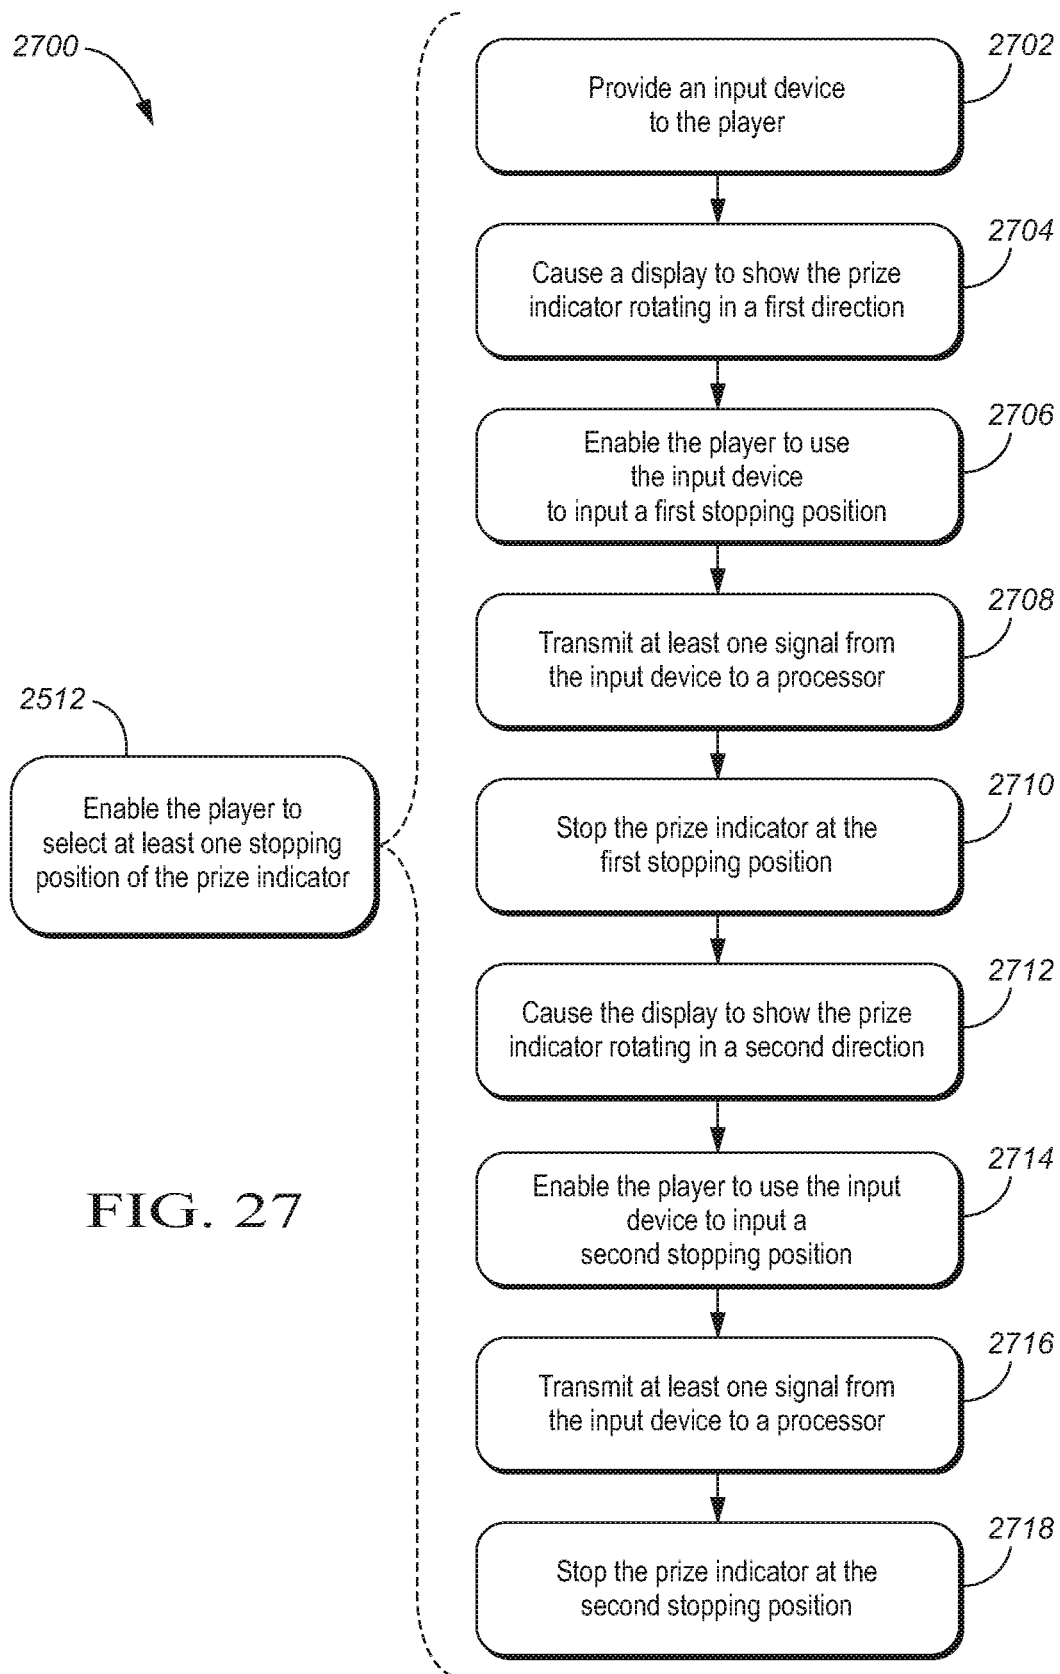 2700
2702
Provide an input device
to the player
2704
Cause a display to show the prize
indicator rotating in a first direction
2706
Enable the player to use
the input device
to input a first stopping position
2708
Transmit at least one signal from
the input device to a processor
2512
Enable the player to
select at least one stopping
position of the prize indicator
2710
Stop the prize indicator at the
first stopping position
2712
Cause the display to show the prize
indicator rotating in a second direction
2714
Enable the player to use the input
device to input a
second stopping position
FIG. 27
2716
Transmit at least one signal from
the input device to a processor
2718
Stop the prize indicator at the
second stopping position